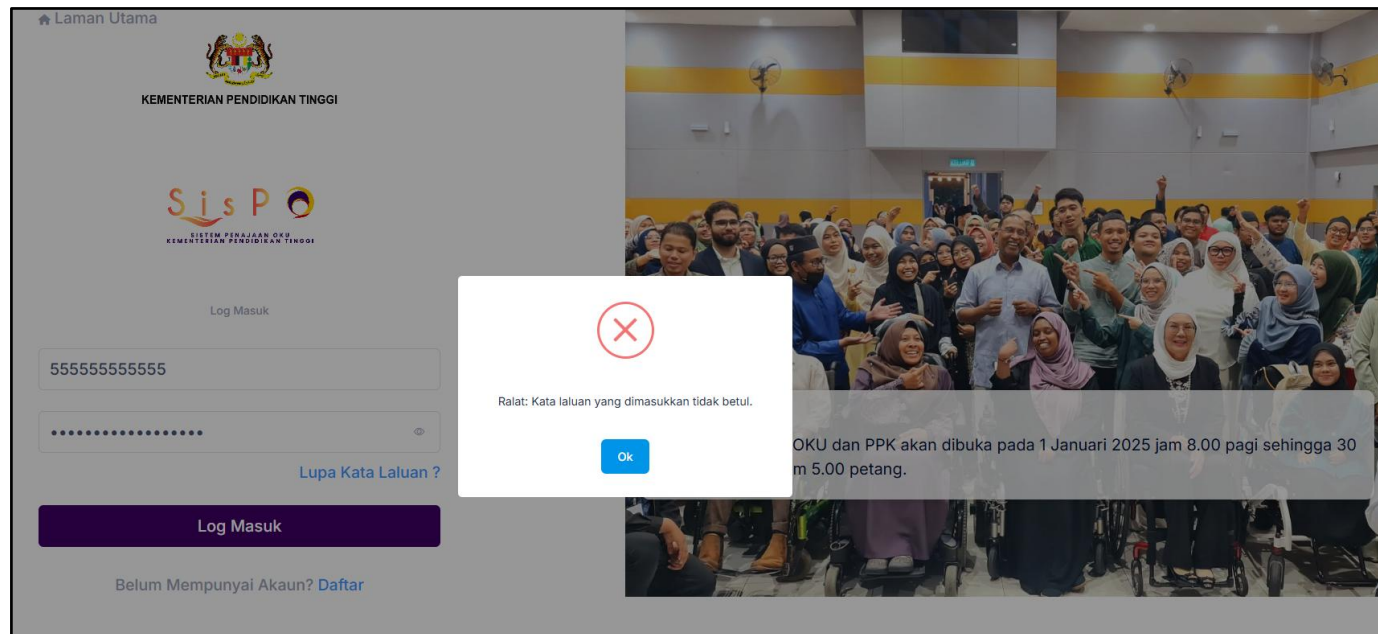 Laman Utama
KEMENTERIAN PENDIDIKAN TINGGI
SisPO
SISTEM PENAJAAN OKU
KEMENTERIAN PENDIDIKAN TINGGI
Log Masuk
555555555555
••••••••••••••••••
Lupa Kata Laluan ?
Log Masuk
Belum Mempunyai Akaun? Daftar
Ralat: Kata laluan yang dimasukkan tidak betul.
Ok
KELUAR
OKU dan PPK akan dibuka pada 1 Januari 2025 jam 8.00 pagi sehingga 30
m 5.00 petang.